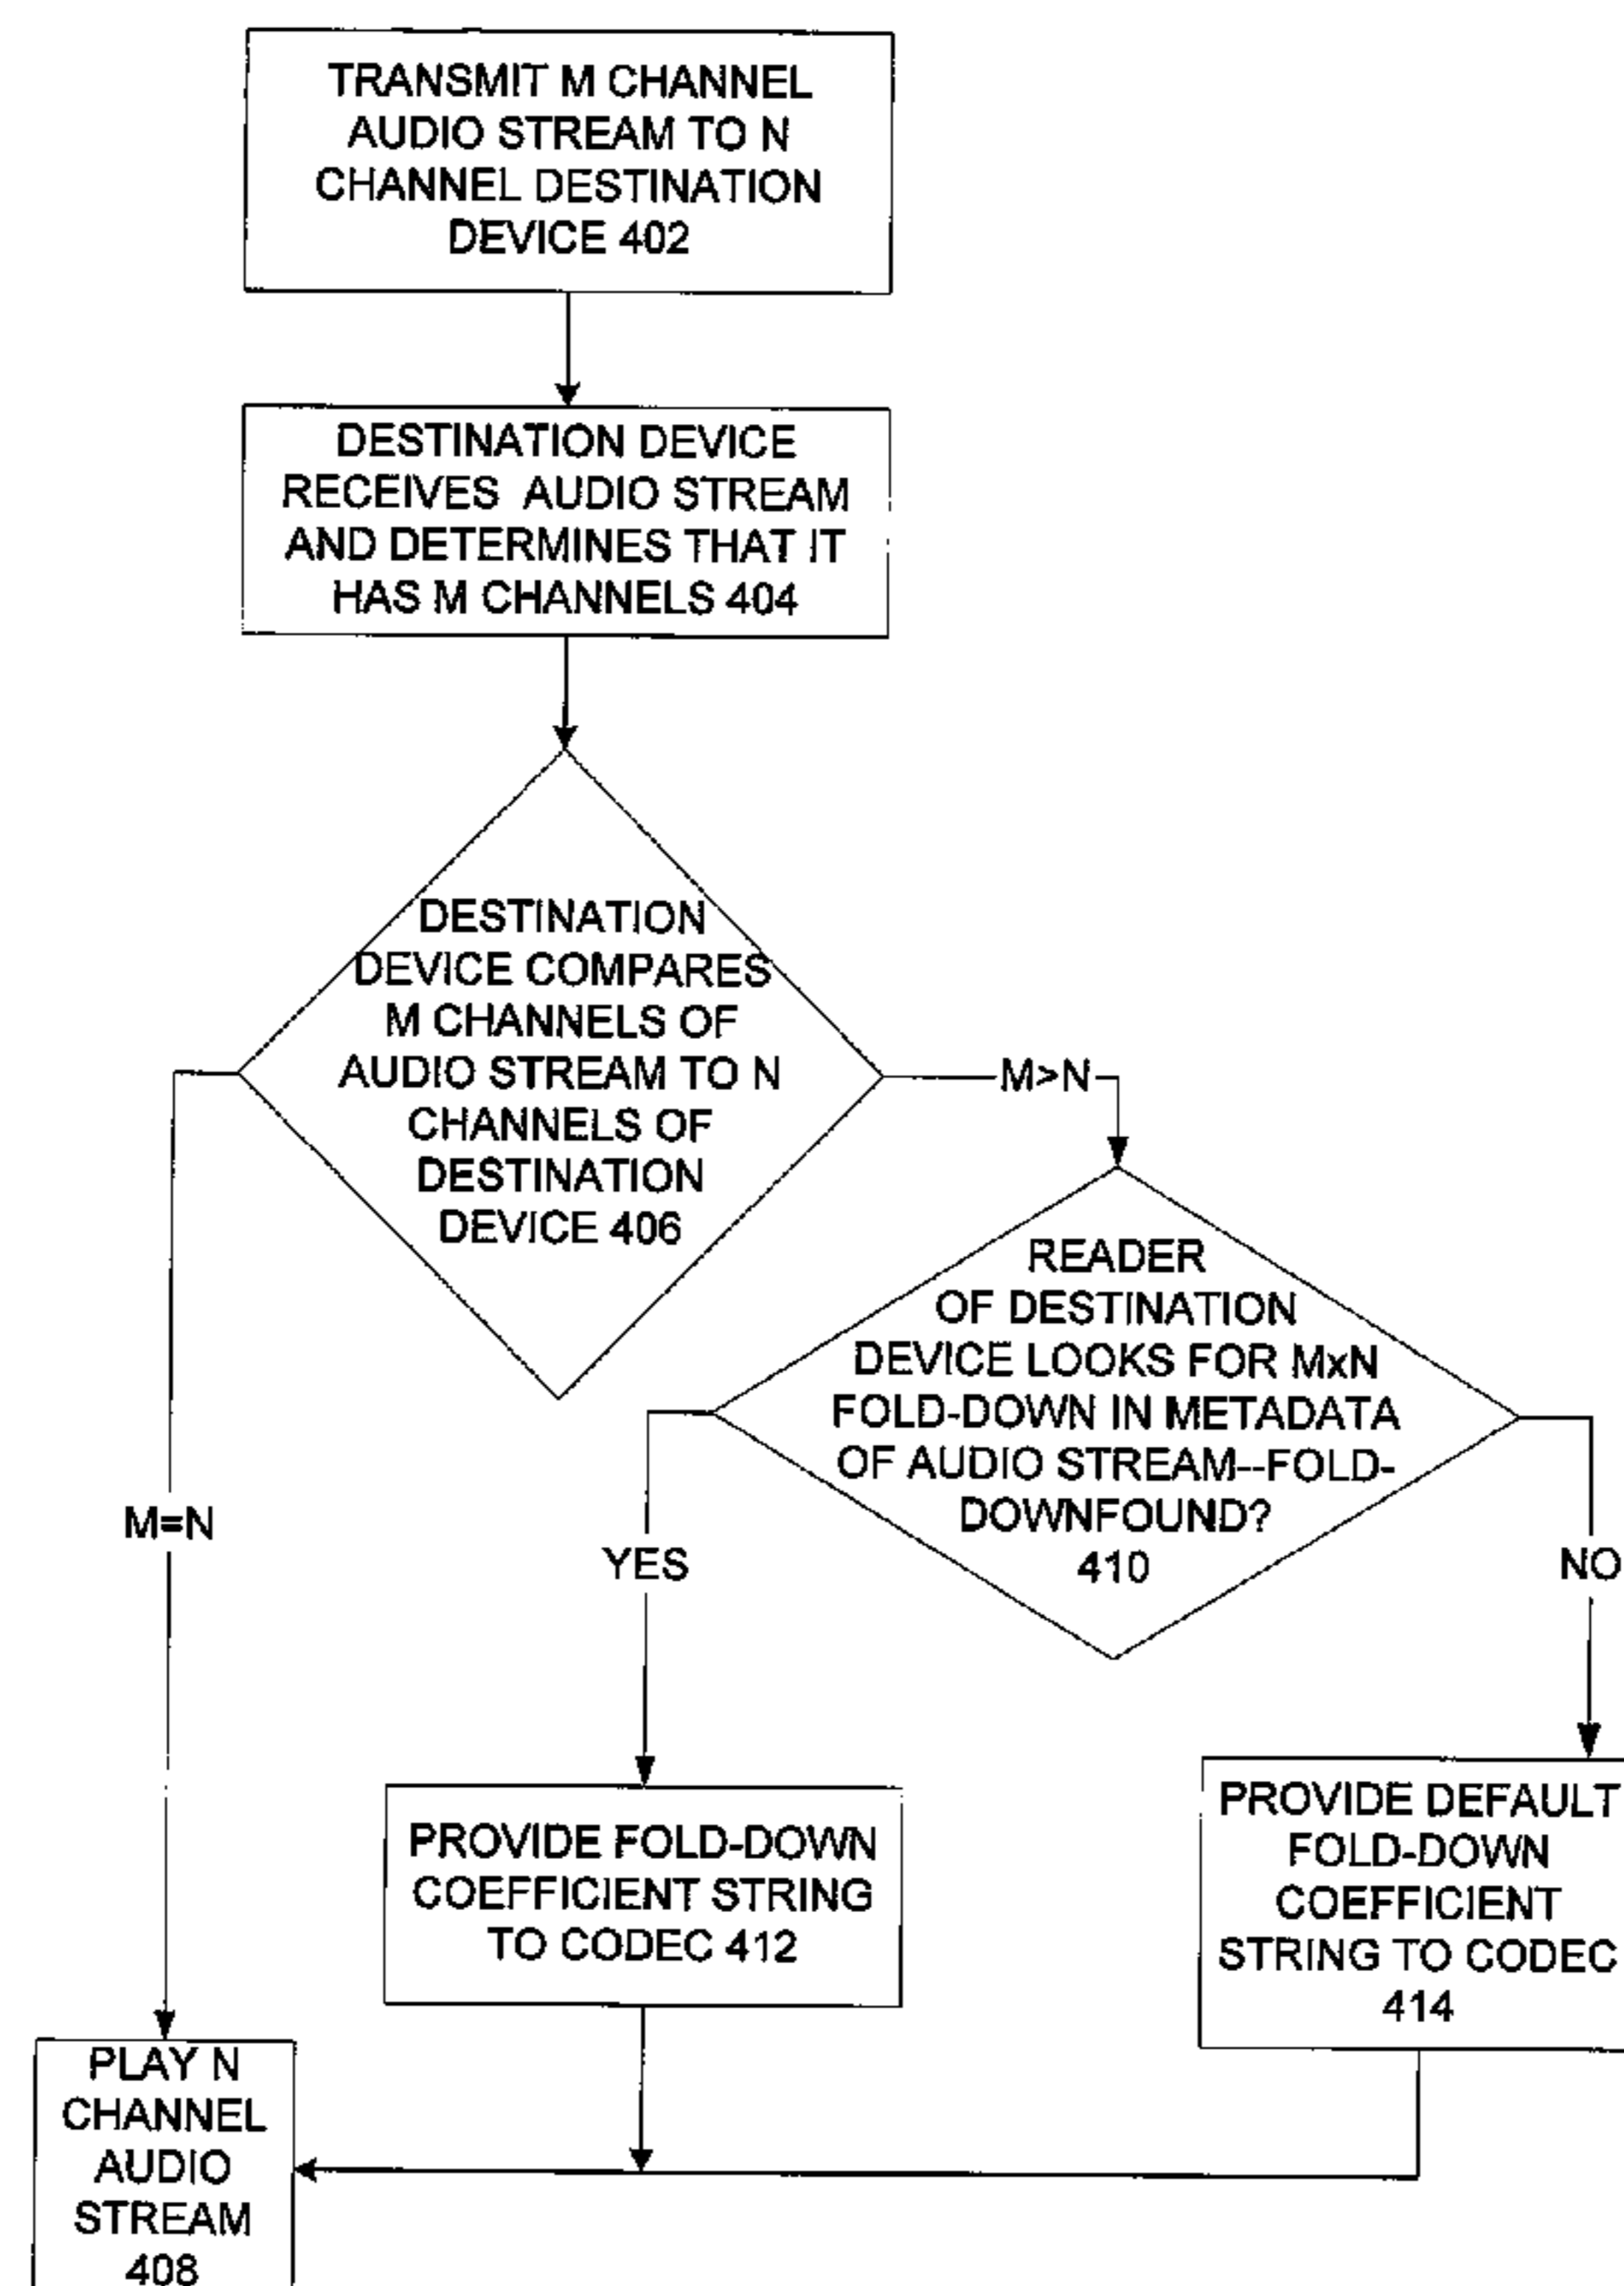 TRANSMIT M CHANNEL
AUDIO STREAM TO N
CHANNEL DESTINATION
DEVICE 402
DESTINATION DEVICE
RECEIVES AUDIO STREAM
AND DETERMINES THAT IT
HAS M CHANNELS 404
DESTINATION
DEVICE COMPARES
M CHANNELS OF
AUDIO STREAM TO N
CHANNELS OF
DESTINATION
DEVICE 406
M>N
M=N
READER
OF DESTINATION
DEVICE LOOKS FOR MxN
FOLD-DOWN IN METADATA
OF AUDIO STREAM--FOLD-
DOWNFOUND?
410
YES
NO
PROVIDE FOLD-DOWN
COEFFICIENT STRING
TO CODEC 412
PROVIDE DEFAULT
FOLD-DOWN
COEFFICIENT
STRING TO CODEC
414
PLAY N
CHANNEL
AUDIO
STREAM
408